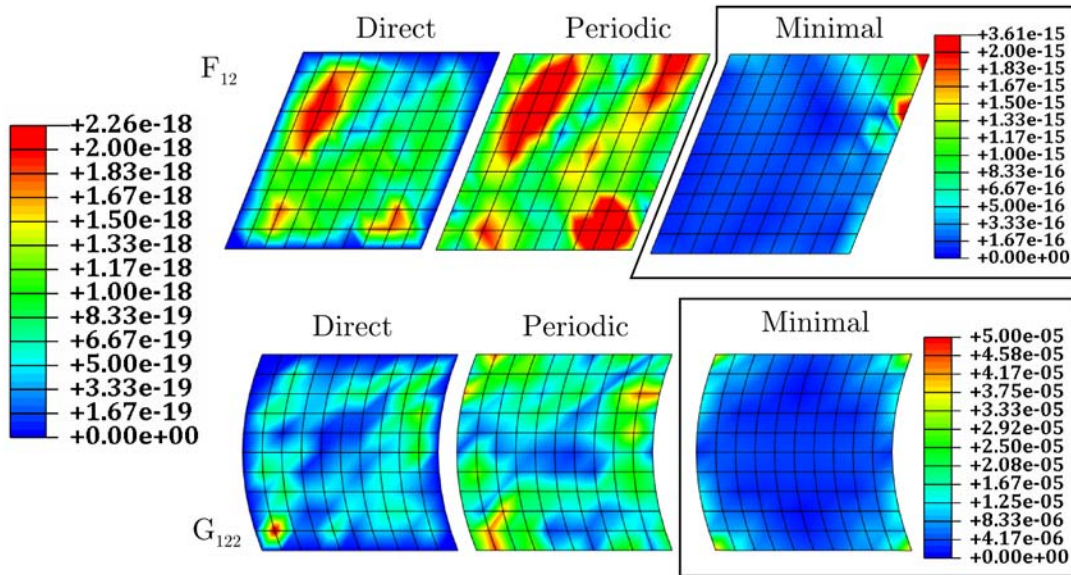 Direct Periodic Minimal
F12
+3.61e-15
+2.00e-15
+1.83e-15
+1.67e-15
+1.50e-15
+1.33e-15
+1.17e-15
+1.00e-15
+8.33e-16
+6.67e-16
+5.00e-16
+3.33e-16
+1.67e-16
+0.00e+00
+2.26e-18
+2.00e-18
+1.83e-18
+1.67e-18
+1.50e-18
+1.33e-18
+1.17e-18
+1.00e-18
+8.33e-19
+6.67e-19
+5.00e-19
+3.33e-19
+1.67e-19
+0.00e+00
Direct Periodic Minimal
G122
+5.00e-05
+4.58e-05
+4.17e-05
+3.75e-05
+3.33e-05
+2.92e-05
+2.50e-05
+2.08e-05
+1.67e-05
+1.25e-05
+8.33e-06
+4.17e-06
+0.00e+00